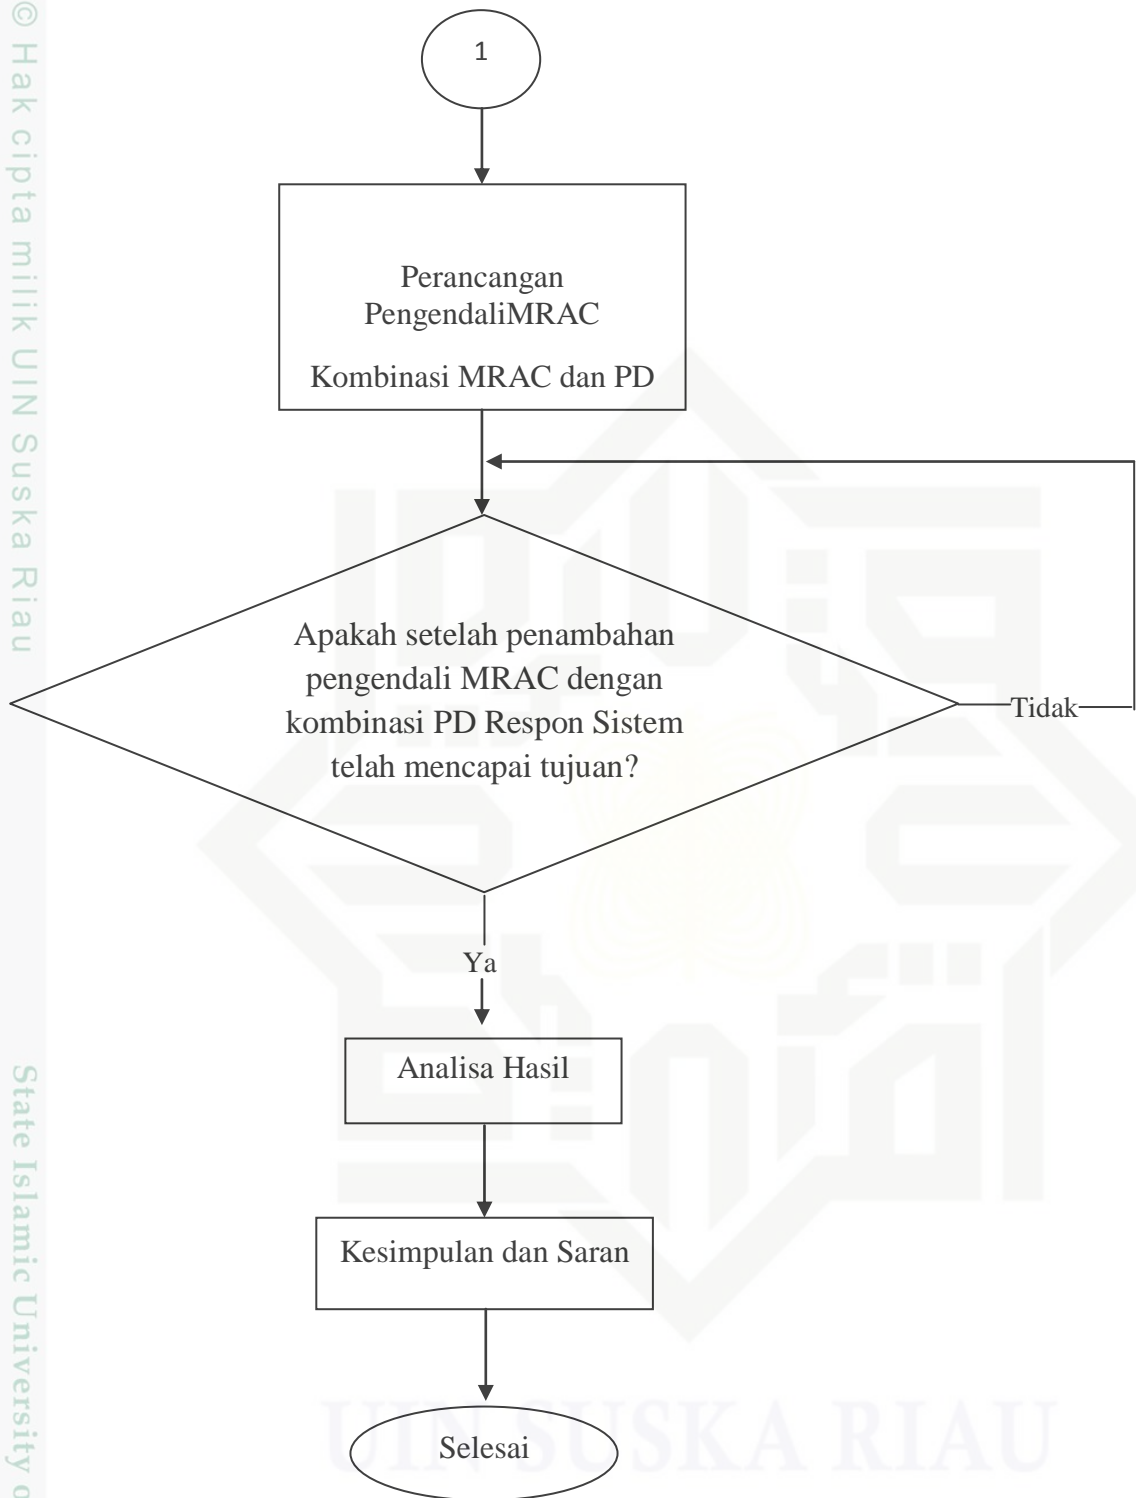 © Hak cipta milik UIN Suska Riau
State Islamic University
1
Perancangan
PengendaliMRAC
Kombinasi MRAC dan PD
Apakah setelah penambahan
pengendali MRAC dengan
kombinasi PD Respon Sistem
telah mencapai tujuan?
Tidak
Ya
Analisa Hasil
Kesimpulan dan Saran
Selesai
UIN SUSKA RIAU